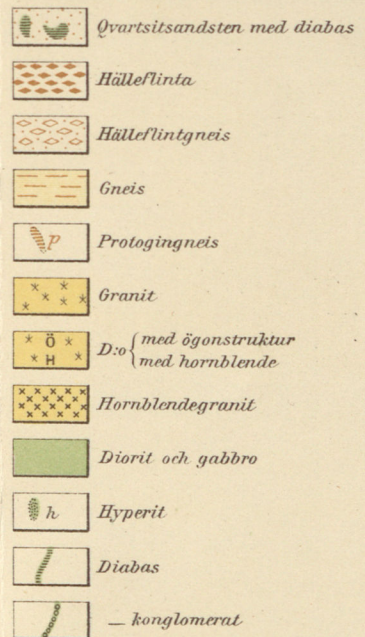 Qvartsitsandsten med diabas
Hälleflinta
Hälleflintgneis
Gneis
p Protogingneis
Granit
Ö
H
D:o { med ögonstruktur
med hornblende
Hornblendegranit
Diorit och gabbro
h Hyperit
Diabas
— konglomerat